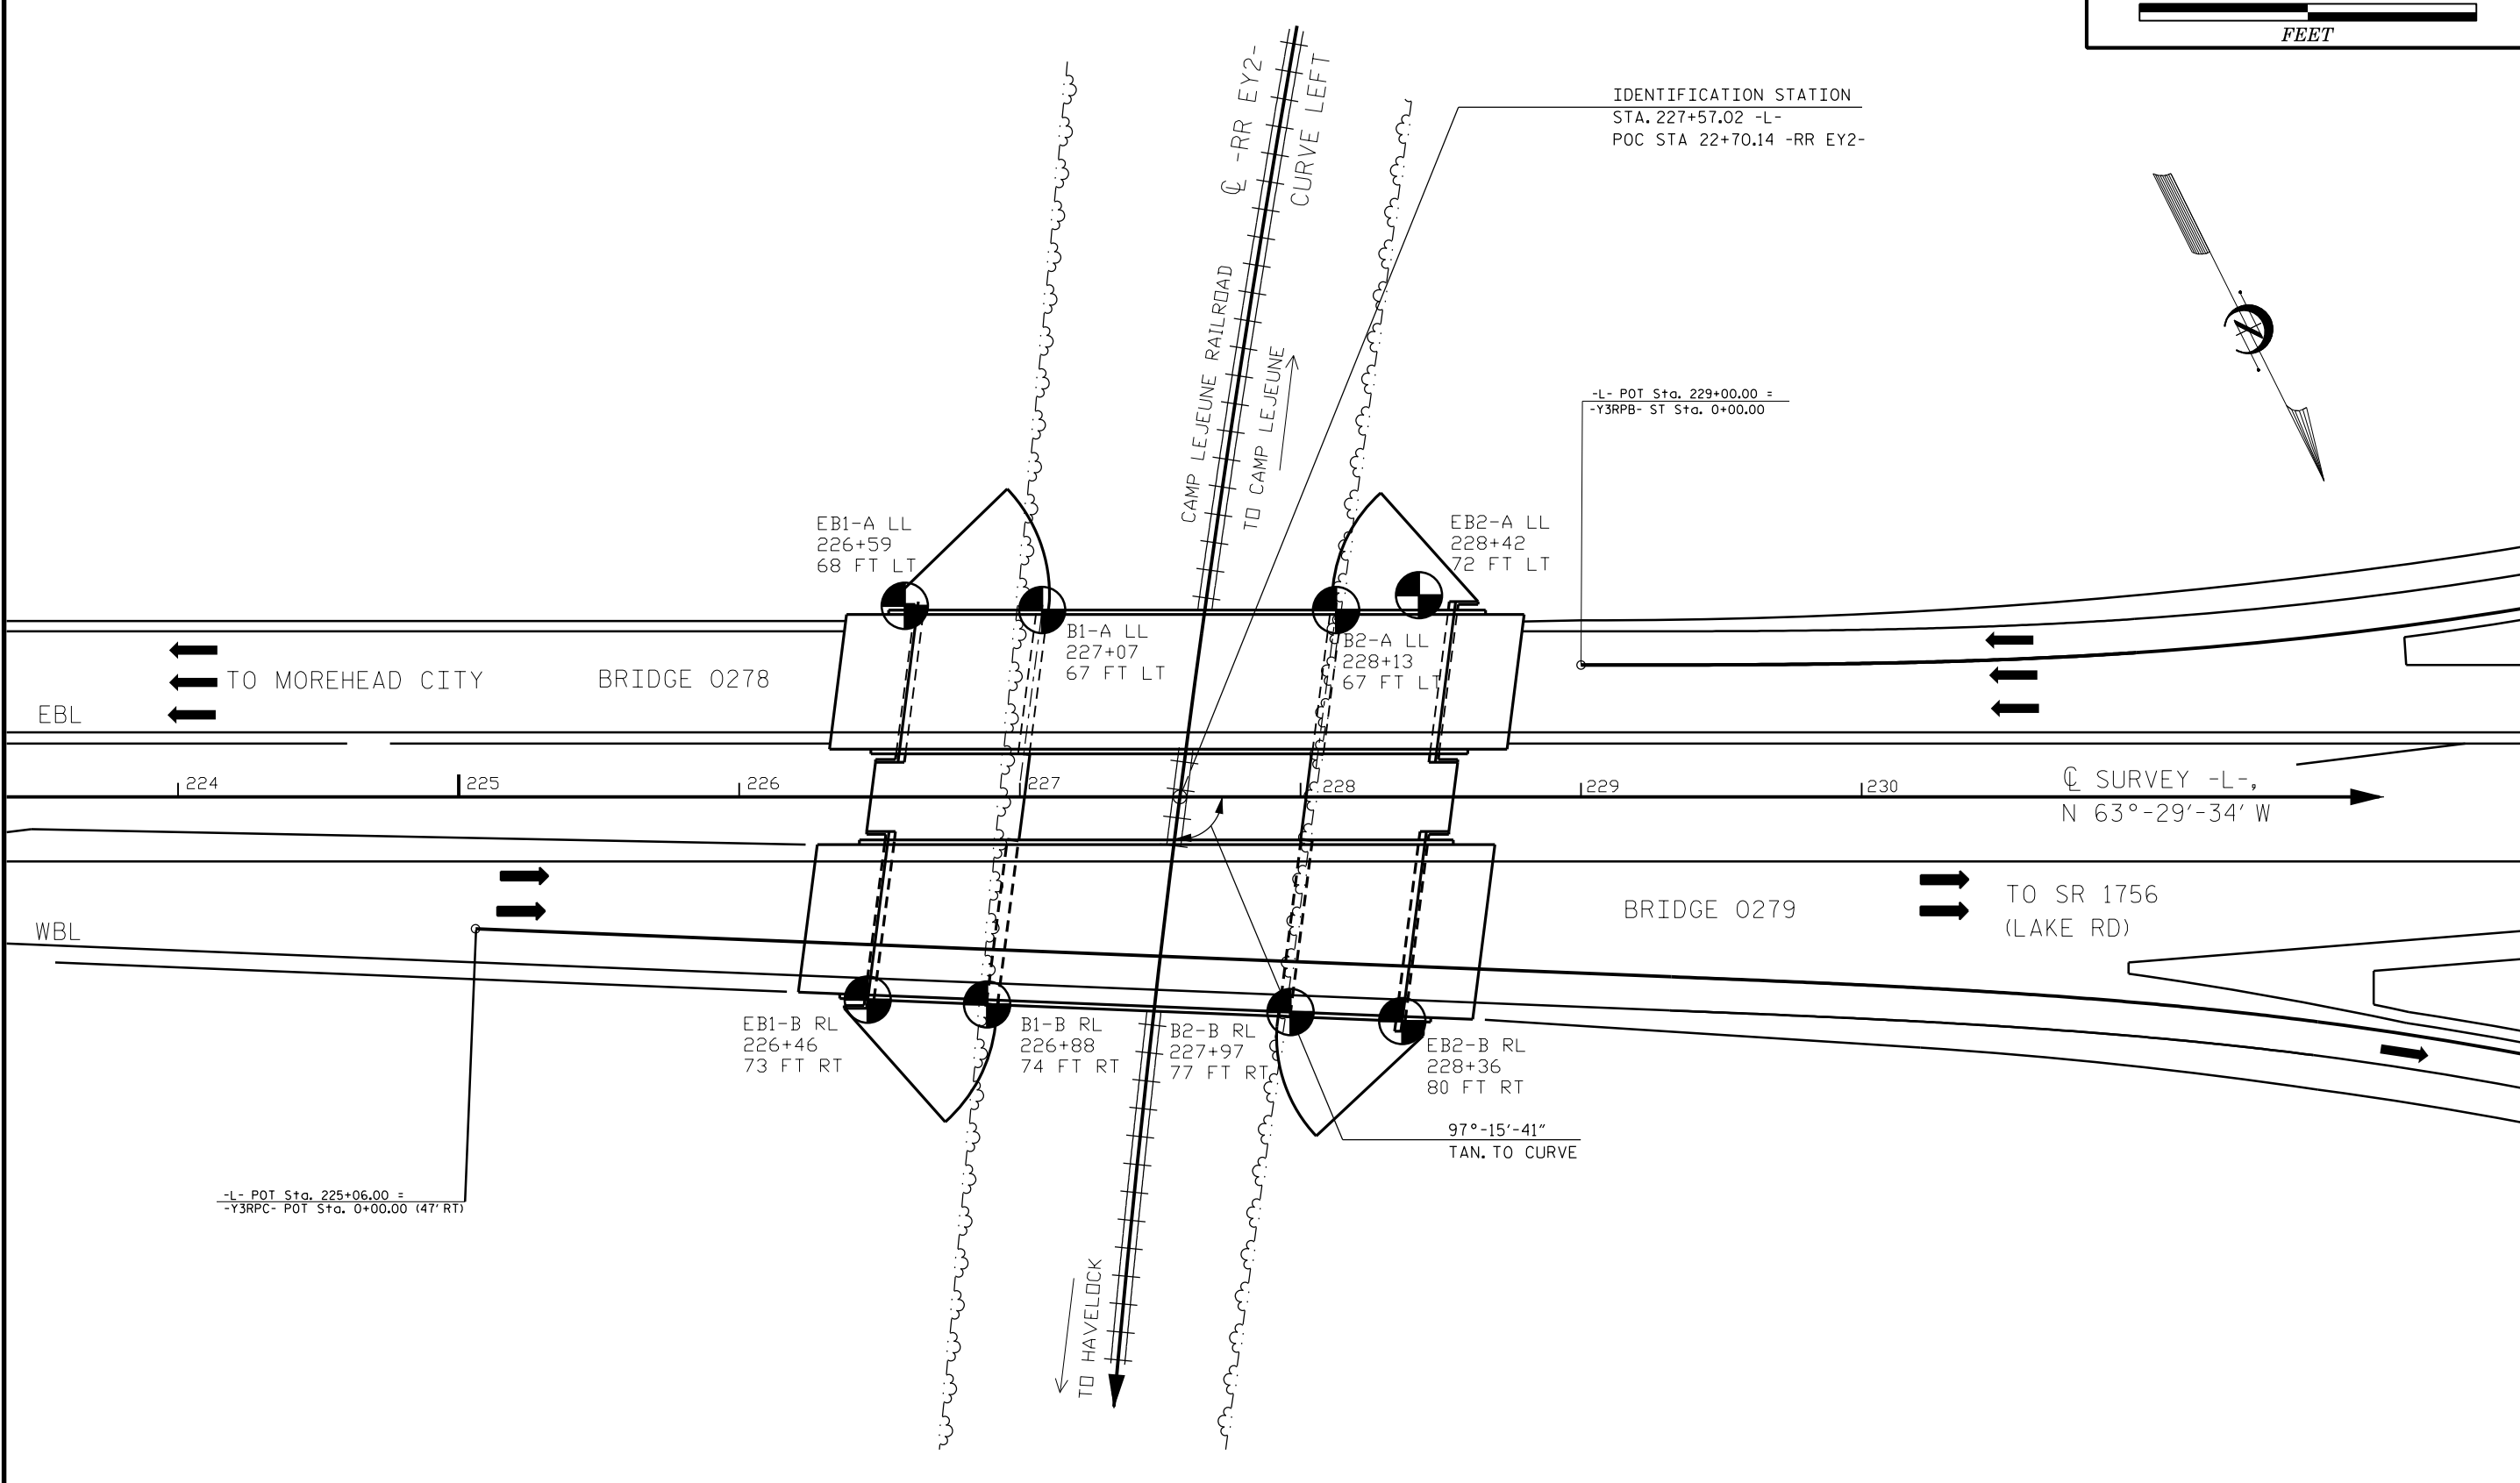 FEET
℄ -RR EY2-
CURVE LEFT
IDENTIFICATION STATION
STA. 227+57.02 -L-
POC STA 22+70.14 -RR EY2-
CAMP LEJEUNE RAILROAD
TO CAMP LEJEUNE
-L- POT Sta. 229+00.00 =
-Y3RPB- ST Sta. 0+00.00
EB1-A LL
226+59
68 FT LT
EB2-A LL
228+42
72 FT LT
B1-A LL
227+07
67 FT LT
B2-A LL
228+13
67 FT LT
TO MOREHEAD CITY
BRIDGE 0278
EBL
224
225
226
227
228
229
230
℄ SURVEY -L-,
N 63°-29'-34' W
WBL
BRIDGE 0279
TO SR 1756
(LAKE RD)
EB1-B RL
226+46
73 FT RT
B1-B RL
226+88
74 FT RT
B2-B RL
227+97
77 FT RT
EB2-B RL
228+36
80 FT RT
97°-15'-41"
TAN. TO CURVE
-L- POT Sta. 225+06.00 =
-Y3RPC- POT Sta. 0+00.00 (47' RT)
TO HAVELOCK